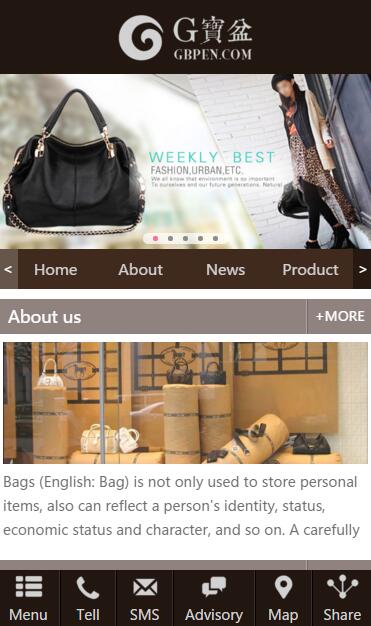 G寶盆
GBPEN.COM
WEEKLY BEST
FASHION,URBAN,ETC.
We all know that environment is so important
To ourselves and our future generations. Natural
< Home About News Product >
About us +MORE
Bags (English: Bag) is not only used to store personal
items, also can reflect a person's identity, status,
economic status and character, and so on. A carefully
Menu Tell SMS Advisory Map Share